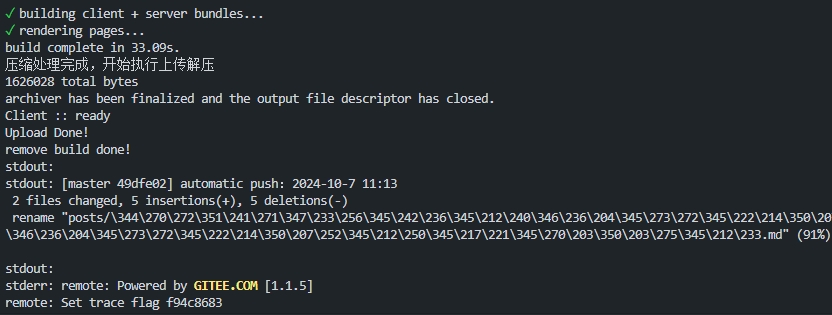 ✓ building client + server bundles...
✓ rendering pages...
build complete in 33.09s.
压缩处理完成，开始执行上传解压
1626028 total bytes
archiver has been finalized and the output file descriptor has closed.
Client :: ready
Upload Done!
remove build done!
stdout:
stdout: [master 49dfe02] automatic push: 2024-10-7 11:13
2 files changed, 5 insertions(+), 5 deletions(-)
rename "posts/\344\270\272\351\241\271\347\233\256\345\242\236\345\212\240\346\236\204\345\273\272\345\222\214\350\20
\346\236\204\345\273\272\345\222\214\350\207\252\345\212\250\345\217\221\345\270\203\350\203\275\345\212\233.md" (91%)
stdout:
stderr: remote: Powered by GITEE.COM [1.1.5]
remote: Set trace flag f94c8683